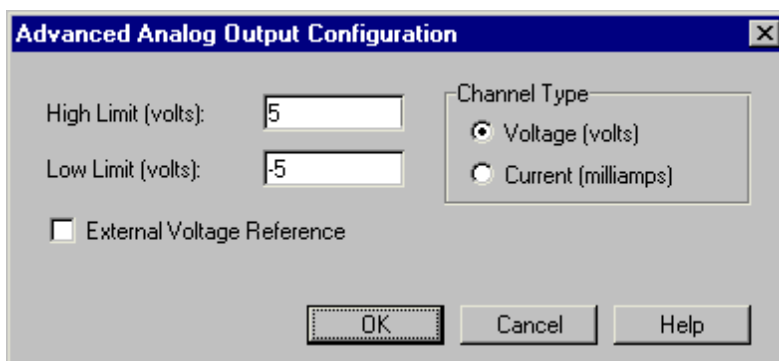 Advanced Analog Output Configuration
High Limit (volts):
5
Low Limit (volts):
-5
External Voltage Reference
Channel Type
Voltage (volts)
Current (milliamps)
OK
Cancel
Help